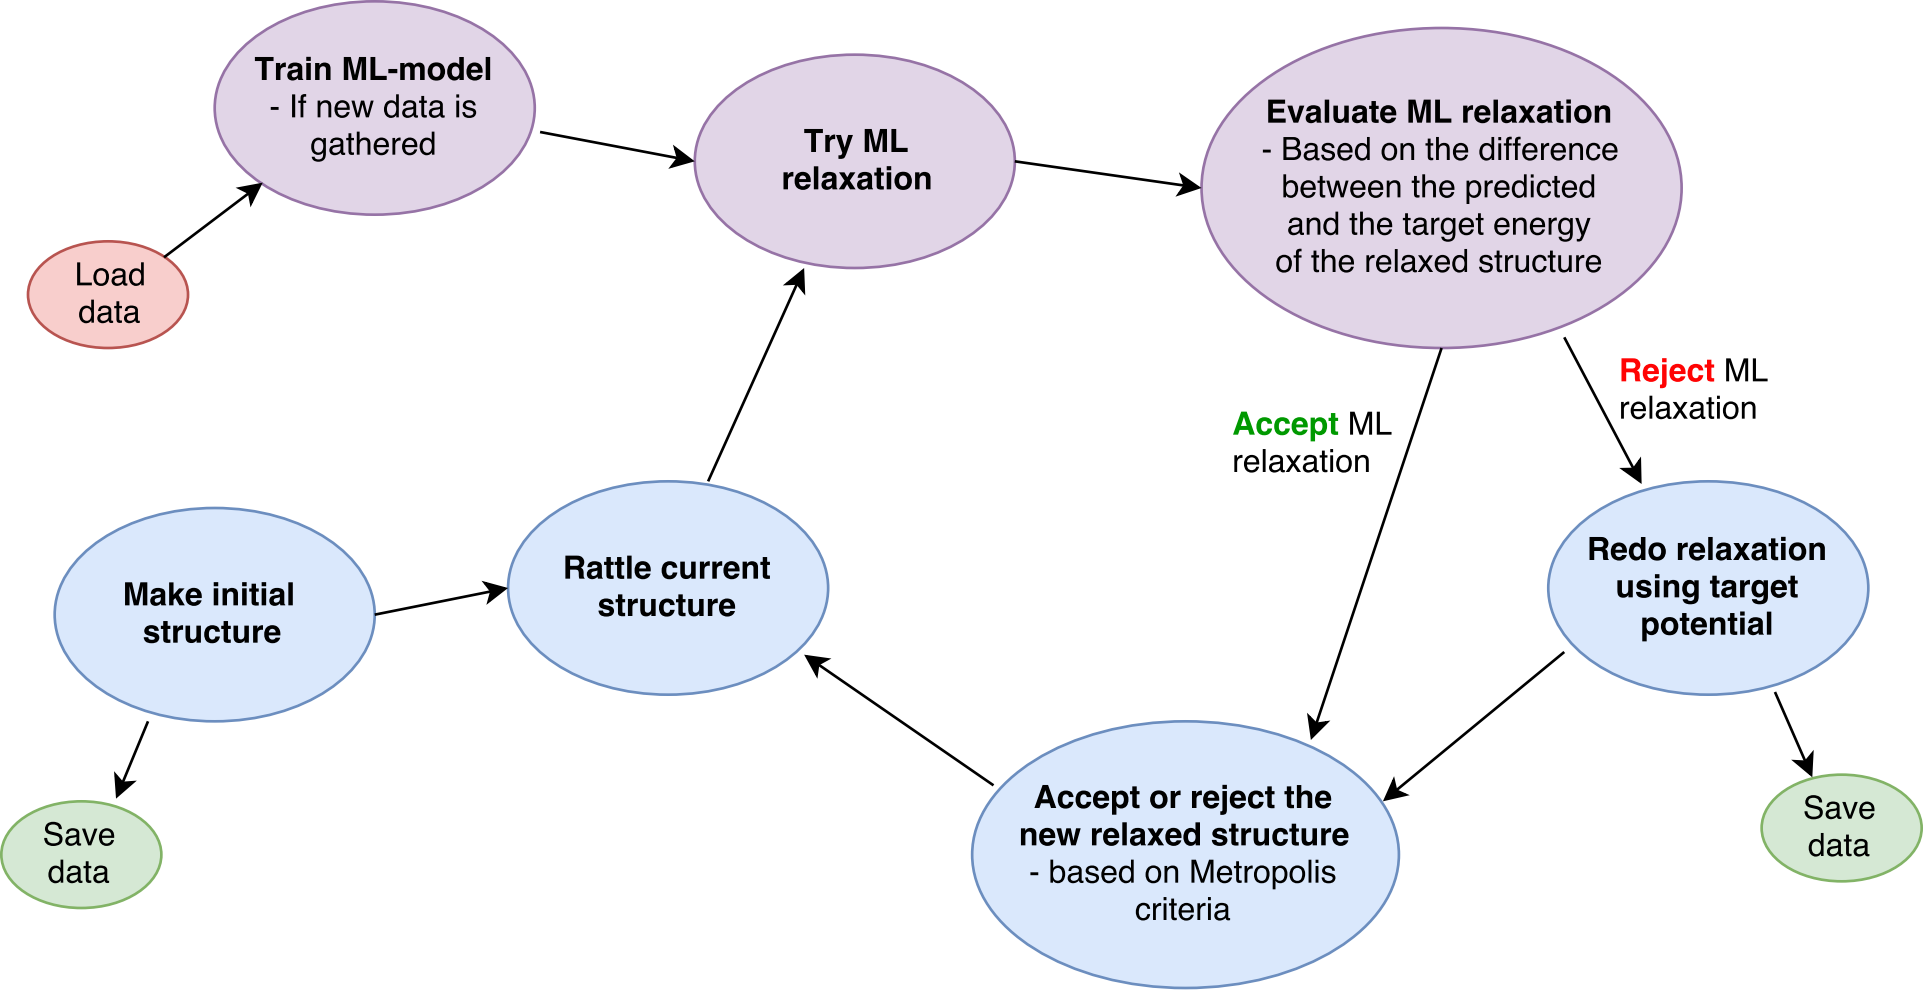 Train ML-model
- If new data is
gathered
Try ML
relaxation
Evaluate ML relaxation
- Based on the difference
between the predicted
and the target energy
of the relaxed structure
Load
data
Reject ML
relaxation
Accept ML
relaxation
Make initial
structure
Rattle current
structure
Redo relaxation
using target
potential
Save
data
Accept or reject the
new relaxed structure
- based on Metropolis
criteria
Save
data